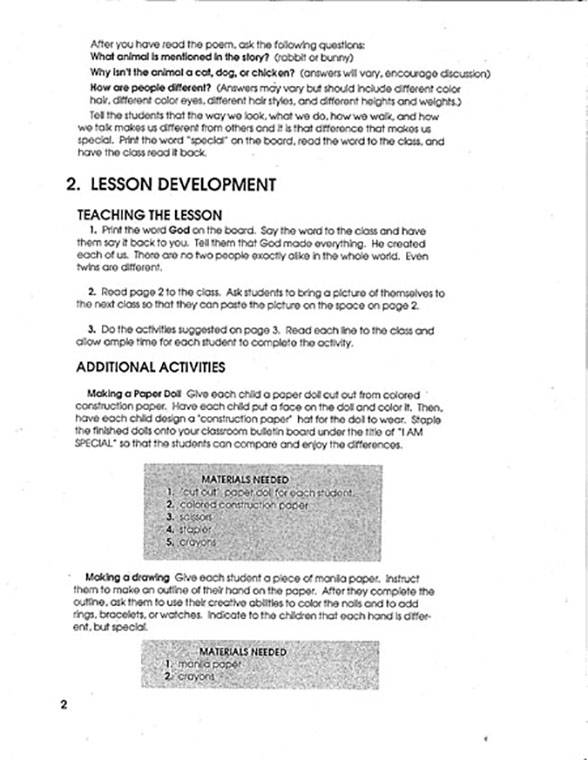 After you have read the poem, ask the following questions:
What animal is mentioned in the story? (rabbit or bunny)
Why isn't the animal a cat, dog, or chicken? (answers will vary, encourage discussion)
How are people different? (Answers may vary but should include different color
hair, different color eyes, different hair styles, and different heights and weights.)
Tell the students that the way we look, what we do, how we walk, and how
we talk makes us different from others and it is that difference that makes us
special. Print the word "special" on the board, read the word to the class, and
have the class read it back.
2. LESSON DEVELOPMENT
TEACHING THE LESSON
1. Print the word God on the board. Say the word to the class and have
them say it back to you. Tell them that God made everything. He created
each of us. There are no two people exactly alike in the whole world. Even
twins are different.
2. Read page 2 to the class. Ask students to bring a picture of themselves to
the next class so that they can paste the picture on the space on page 2.
3. Do the activities suggested on page 3. Read each line to the class and
allow ample time for each student to complete the activity.
ADDITIONAL ACTIVITIES
Making a Paper Doll Give each child a paper doll cut out from colored
construction paper. Have each child put a face on the doll and color it. Then,
have each child design a "construction paper" hat for the doll to wear. Staple
the finished dolls onto your classroom bulletin board under the title of "I AM
SPECIAL" so that the students can compare and enjoy the differences.
MATERIALS NEEDED
1. "cut out" paper doll for each student
2. colored construction paper
3. scissors
4. stapler
5. crayons
Making a drawing Give each student a piece of manila paper. Instruct
them to make an outline of their hand on the paper. After they complete the
outline, ask them to use their creative abilities to color the nails and to add
rings, bracelets, or watches. Indicate to the children that each hand is differ-
ent, but special.
MATERIALS NEEDED
1. manila paper
2. crayons
2